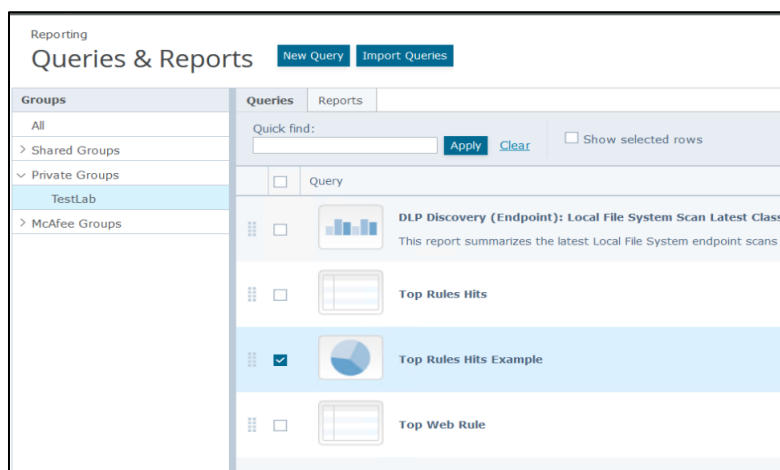 Reporting
Queries & Reports
New Query
Import Queries
Groups
All
Shared Groups
Private Groups
TestLab
McAfee Groups
Queries
Reports
Quick find:
Apply
Clear
Show selected rows
Query
DLP Discovery (Endpoint): Local File System Scan Latest Clas
This report summarizes the latest Local File System endpoint scans
Top Rules Hits
Top Rules Hits Example
Top Web Rule